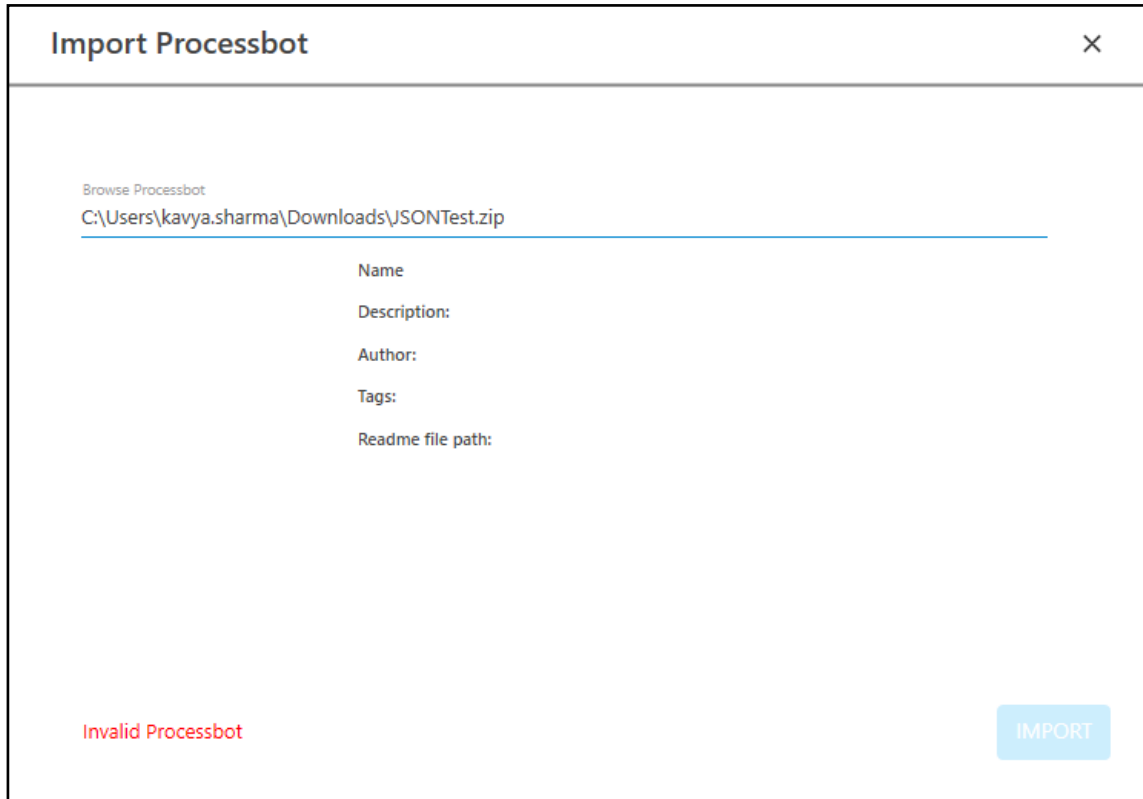 Import Processbot
Browse Processbot
C:\Users\kavya.sharma\Downloads\JSONTest.zip
Name
Description:
Author:
Tags:
Readme file path:
Invalid Processbot
IMPORT